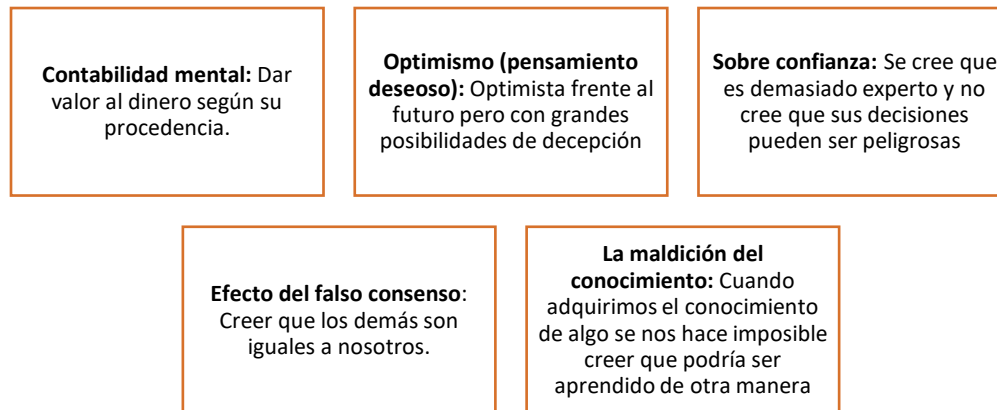 Contabilidad mental: Dar
valor al dinero según su
procedencia.
Optimismo (pensamiento
deseoso): Optimista frente al
futuro pero con grandes
posibilidades de decepción
Sobre confianza: Se cree que
es demasiado experto y no
cree que sus decisiones
pueden ser peligrosas
Efecto del falso consenso:
Creer que los demás son
iguales a nosotros.
La maldición del
conocimiento: Cuando
adquirimos el conocimiento
de algo se nos hace imposible
creer que podría ser
aprendido de otra manera